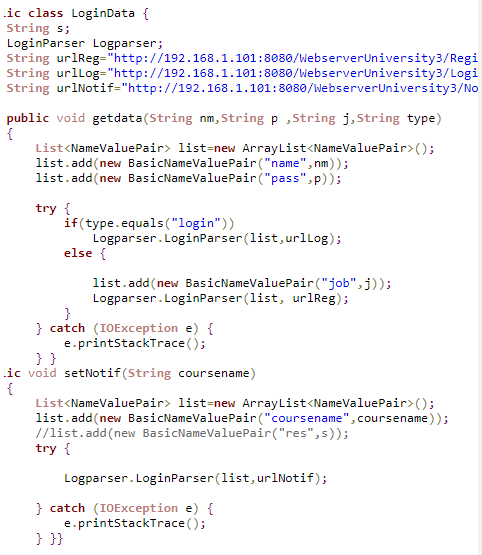 lic class LoginData {
String s;
LoginParser Logparser;
String urlReg="http://192.168.1.101:8080/WebserverUniversity3/Regi
String urlLog="http://192.168.1.101:8080/WebserverUniversity3/Logi
String urlNotif="http://192.168.1.101:8080/WebserverUniversity3/No
public void getdata(String nm,String p ,String j,String type)
{
List<NameValuePair> list=new ArrayList<NameValuePair>();
list.add(new BasicNameValuePair("name",nm));
list.add(new BasicNameValuePair("pass",p));
try {
if(type.equals("login"))
Logparser.LoginParser(list,urlLog);
else {
list.add(new BasicNameValuePair("job",j));
Logparser.LoginParser(list, urlReg);
}
} catch (IOException e) {
e.printStackTrace();
} }
lic void setNotif(String coursename)
{
List<NameValuePair> list=new ArrayList<NameValuePair>();
list.add(new BasicNameValuePair("coursename",coursename));
//list.add(new BasicNameValuePair("res",s));
try {
Logparser.LoginParser(list,urlNotif);
} catch (IOException e) {
e.printStackTrace();
} }}